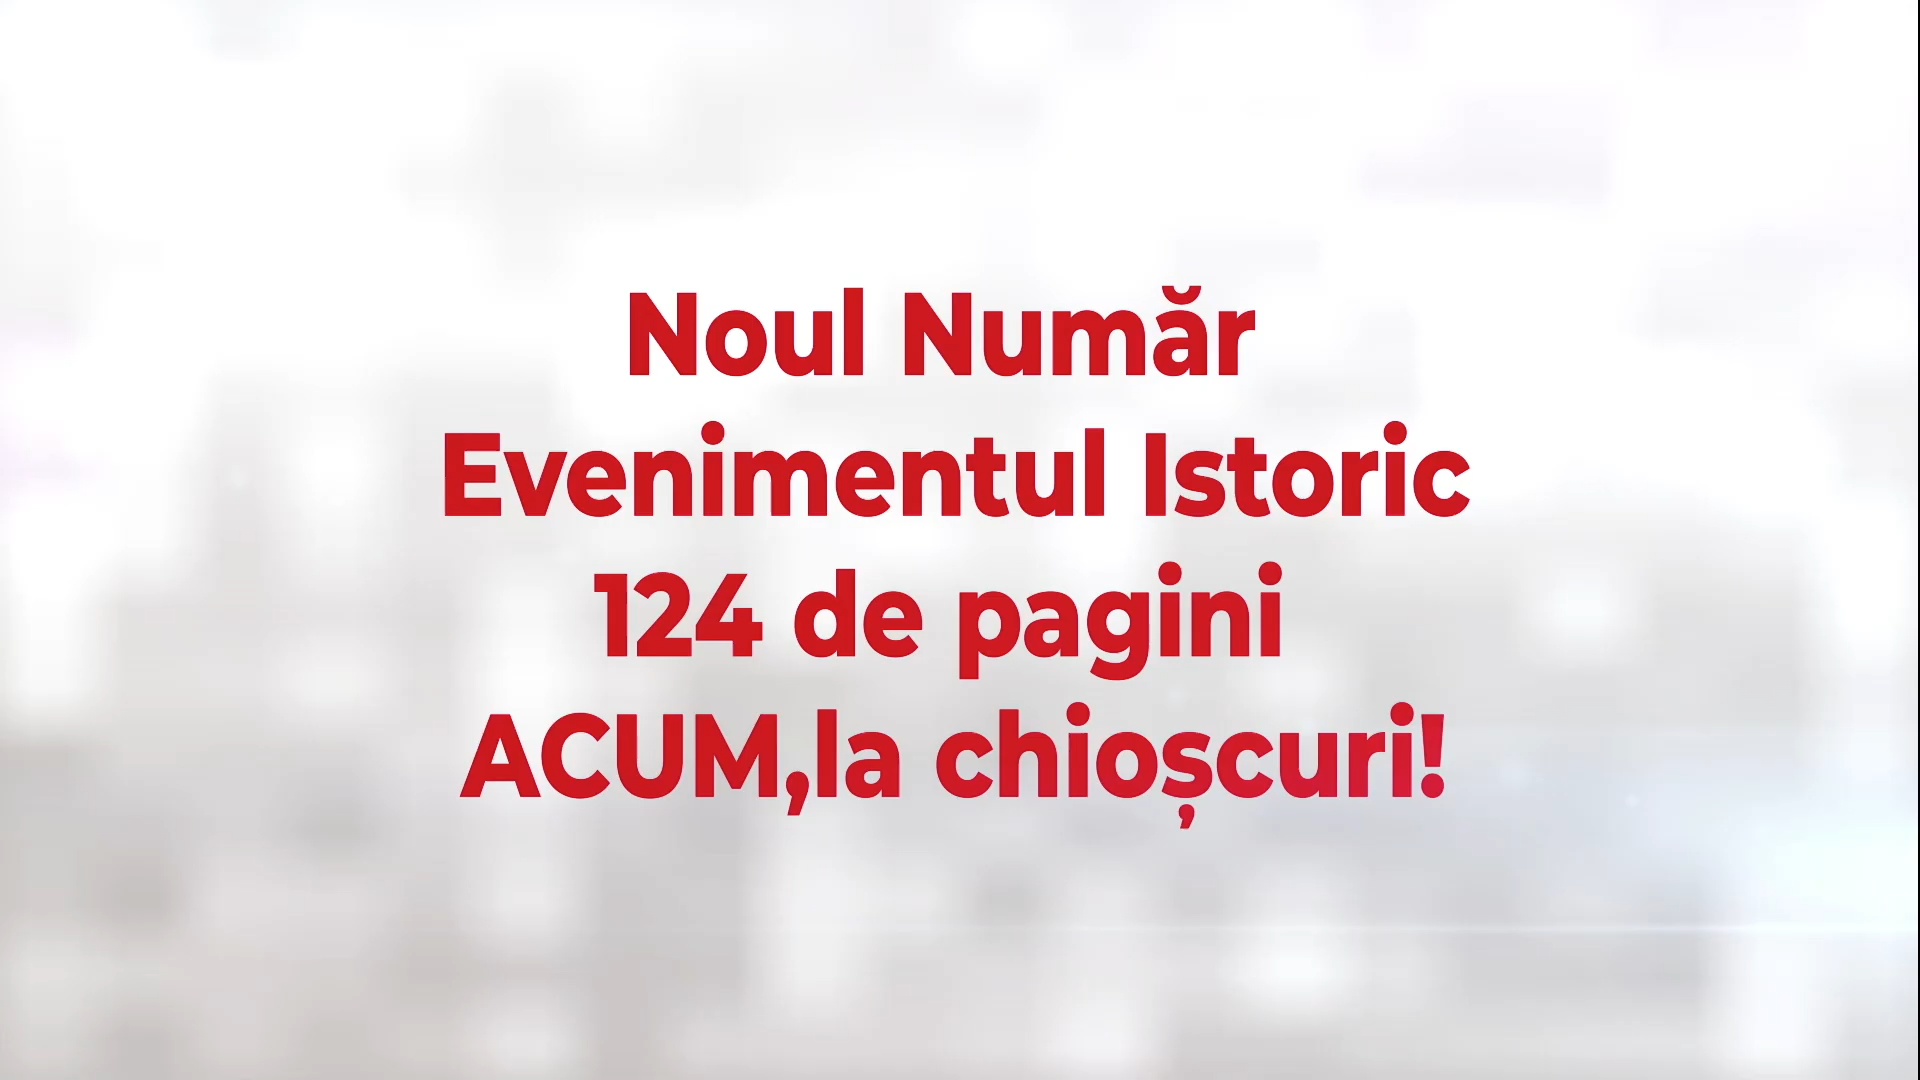 Noul Număr
Evenimentul Istoric
124 de pagini
ACUM,la chioșcuri!